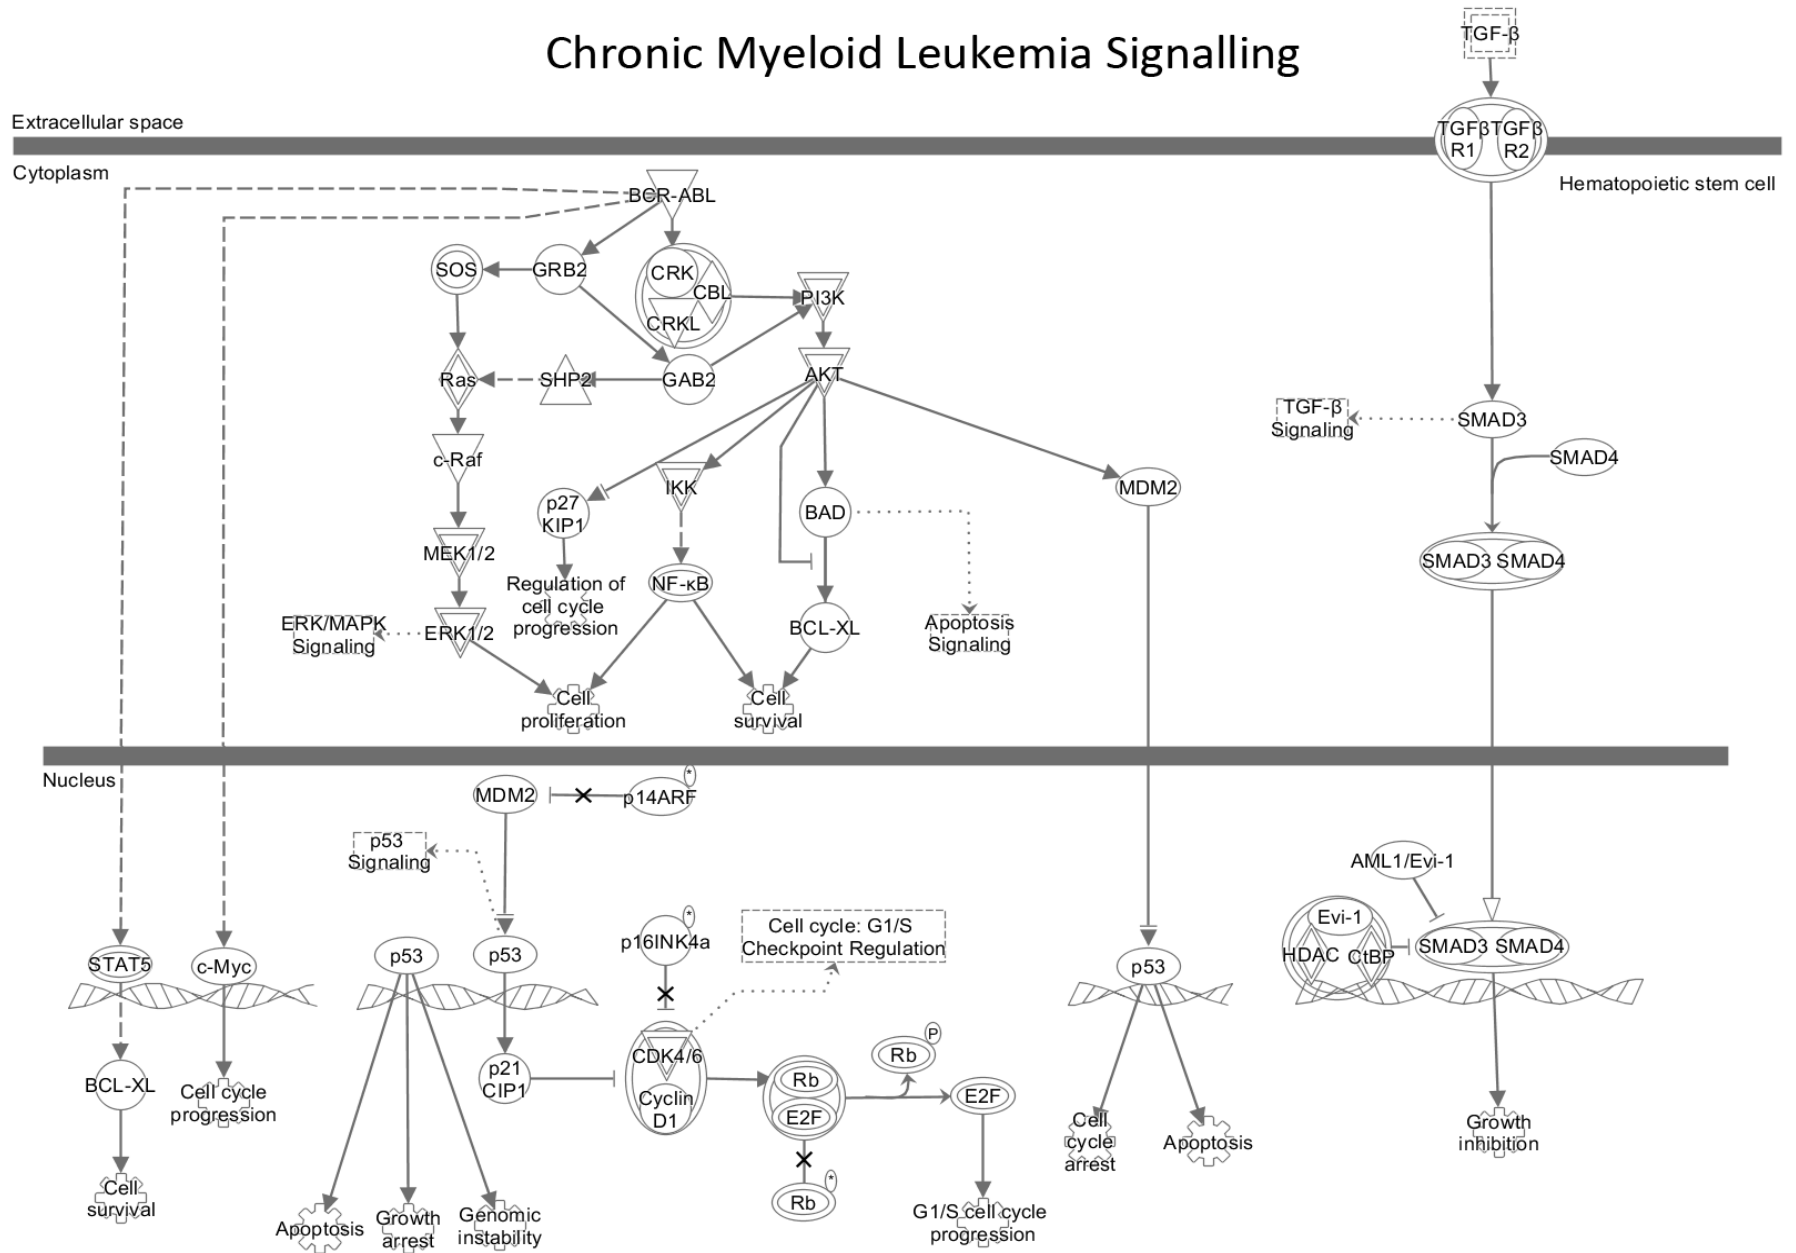 Chronic Myeloid Leukemia Signalling
TGF-β
Extracellular space
TGFβ TGFβ
R1 R2
Cytoplasm
Hematopoietic stem cell
BCR-ABL
SOS
GRB2
CRK
CBL
CRKL
PI3K
Ras
SHP2
GAB2
AKT
TGF-β
Signaling
SMAD3
SMAD4
c-Raf
IKK
MDM2
p27
KIP1
BAD
MEK1/2
SMAD3 SMAD4
NF-κB
Regulation of
cell cycle
progression
ERK/MAPK
Signaling
ERK1/2
BCL-XL
Apoptosis
Signaling
Cell
proliferation
Cell
survival
Nucleus
MDM2
p14ARF
*
p53
Signaling
AML1/Evi-1
p16INK4a
*
Cell cycle: G1/S
Checkpoint Regulation
Evi-1
HDAC
CtBP
SMAD3 SMAD4
STAT5
c-Myc
p53
p53
p53
CDK4/6
Cyclin
D1
Rb
P
BCL-XL
Cell cycle
progression
p21
CIP1
Rb
E2F
E2F
Cell
cycle
arrest
Apoptosis
Growth
inhibition
Cell
survival
Rb
*
Apoptosis
Growth
arrest
Genomic
instability
G1/S cell cycle
progression